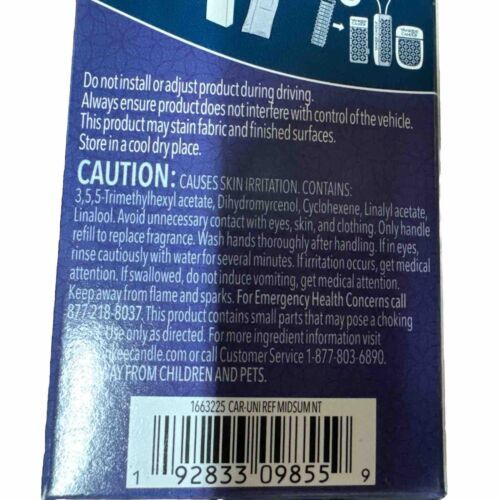 Do not install or adjust product during driving.
Always ensure product does not interfere with control of the vehicle.
This product may stain fabric and finished surfaces.
Store in a cool dry place.
CAUTION: CAUSES SKIN IRRITATION. CONTAINS:
3,5,5-Trimethylhexyl acetate, Dihydromyrcenol, Cyclohexene, Linalyl acetate,
Linalool. Avoid unnecessary contact with eyes, skin, and clothing. Only handle
refill to replace fragrance. Wash hands thoroughly after handling. If in eyes,
rinse cautiously with water for several minutes. If irritation occurs, get medical
attention. If swallowed, do not induce vomiting, get medical attention.
Keep away from flame and sparks. For Emergency Health Concerns call
877-218-8037. This product contains small parts that may pose a choking
Use only as directed. For more ingredient information visit
keecandle.com or call Customer Service 1-877-803-6890.
AWAY FROM CHILDREN AND PETS.
1663225 CAR-UNI REF MIDSUM NT
1 92833 09855 9